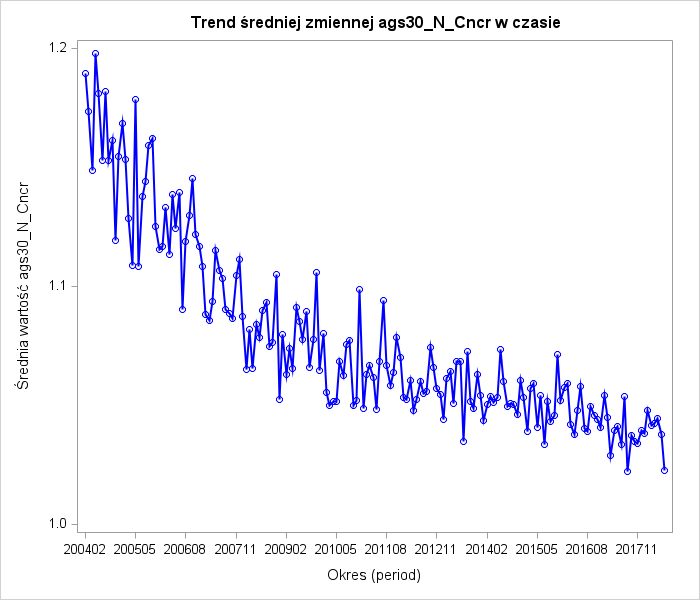 Trend średniej zmiennej ags30_N_Cncr w czasie
1.2
1.1
1.0
Średnia wartość ags30_N_Cncr
200402 200505 200608 200711 200902 201005 201108 201211 201402 201505 201608 201711
Okres (period)